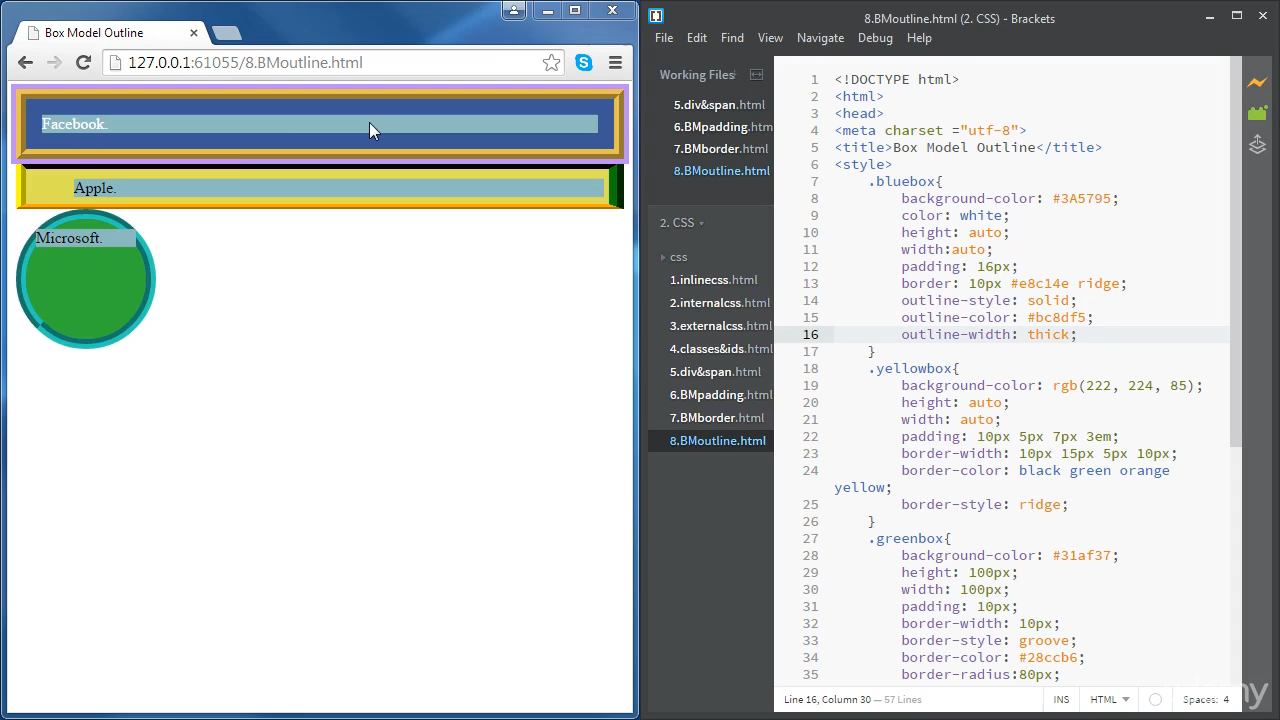 Box Model Outline
127.0.0.1:61055/8.BMoutline.html
Facebook.
Apple.
Microsoft.
8.BMoutline.html (2. CSS) - Brackets
File Edit Find View Navigate Debug Help
Working Files
5.div&span.html
6.BMpadding.htm
7.BMborder.html
8.BMoutline.html
2. CSS
css
1.inlinecss.html
2.internalcss.html
3.externalcss.html
4.classes&ids.html
5.div&span.html
6.BMpadding.html
7.BMborder.html
8.BMoutline.html
1 <!DOCTYPE html>
2 <html>
3 <head>
4 <meta charset ="utf-8">
5 <title>Box Model Outline</title>
6 <style>
7 .bluebox{
8 background-color: #3A5795;
9 color: white;
10 height: auto;
11 width:auto;
12 padding: 16px;
13 border: 10px #e8c14e ridge;
14 outline-style: solid;
15 outline-color: #bc8df5;
16 outline-width: thick;
17 }
18 .yellowbox{
19 background-color: rgb(222, 224, 85);
20 height: auto;
21 width: auto;
22 padding: 10px 5px 7px 3em;
23 border-width: 10px 15px 5px 10px;
24 border-color: black green orange
yellow;
25 border-style: ridge;
26 }
27 .greenbox{
28 background-color: #31af37;
29 height: 100px;
30 width: 100px;
31 padding: 10px;
32 border-width: 10px;
33 border-style: groove;
34 border-color: #28ccb6;
35 border-radius:80px;
Line 16, Column 30 — 57 Lines
INS HTML Spaces: 4